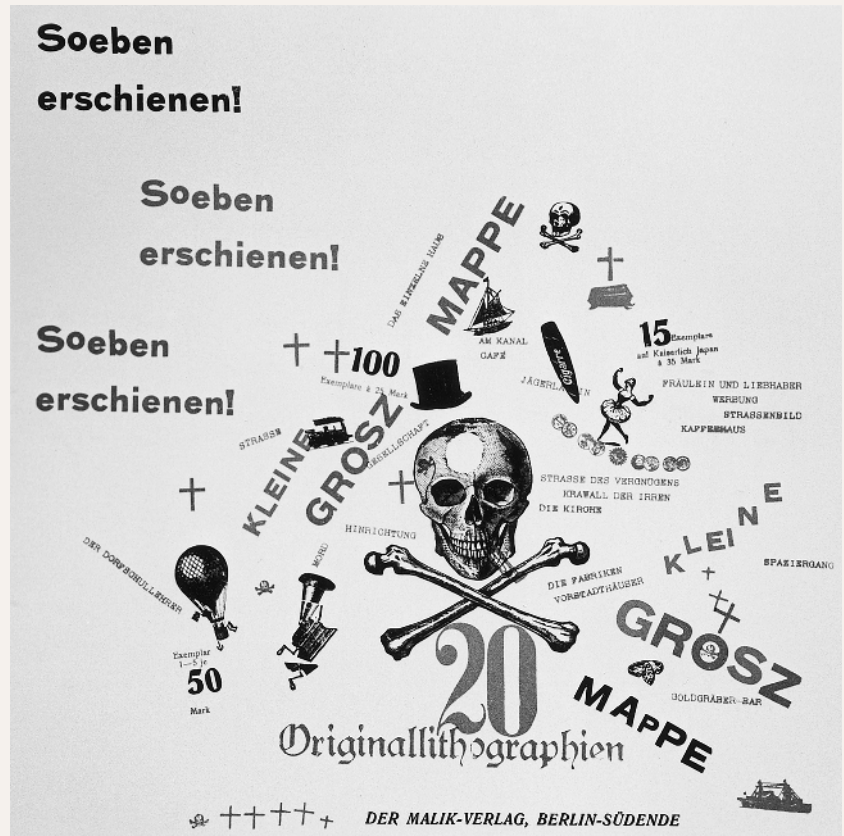 Soeben
erschienen!
Soeben
erschienen!
Soeben
erschienen!
DAS EINZELNE HAUS
MAPPE
AM KANAL
CAFÉ
100
Exemplare à 25 Mark
15 Exemplare
auf Kaiserlich Japan
à 35 Mark
Cigarre
FRÄULEIN UND LIEBHABER
WERBUNG
STRASSENBILD
KAFFEEHAUS
STRASSE
KLEINE
GROSZ
GESELLSCHAFT
STRASSE DES VERGNÜGENS
KRAWALL DER IRREN
DIE KIRCHE
HINRICHTUNG
MORD
DER DORFSCHULLEHRER
KLEINE
SPAZIERGANG
DIE FABRIKEN
VORSTADTHÄUSER
GROSZ
GOLDGRÄBER-BAR
MAPPE
Exemplar
1—5 je
50
Mark
20
Originallithographien
DER MALIK-VERLAG, BERLIN-SÜDENDE